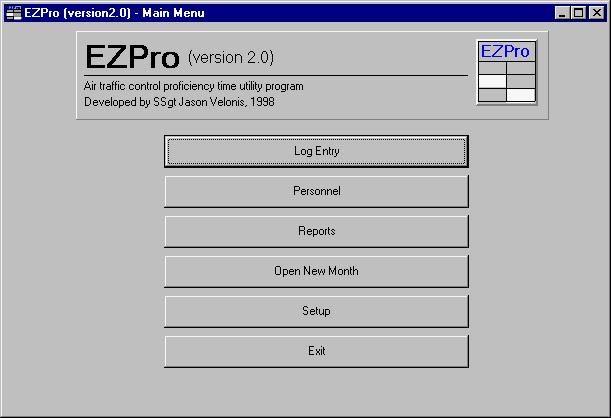 EZPro (version2.0) - Main Menu
EZPro (version 2.0)
EZPro
Air traffic control proficiency time utility program
Developed by SSgt Jason Velonis, 1998
Log Entry
Personnel
Reports
Open New Month
Setup
Exit